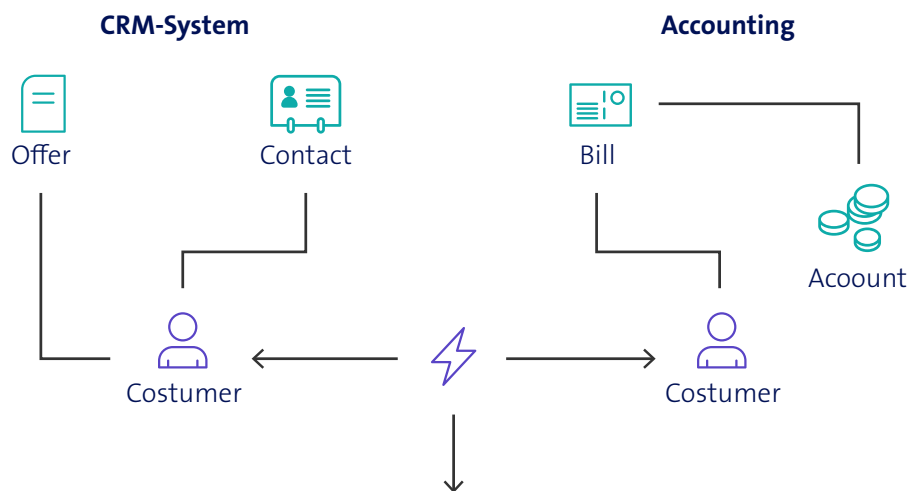 CRM-System
Accounting
Offer
Contact
Bill
Acoount
Costumer
Costumer